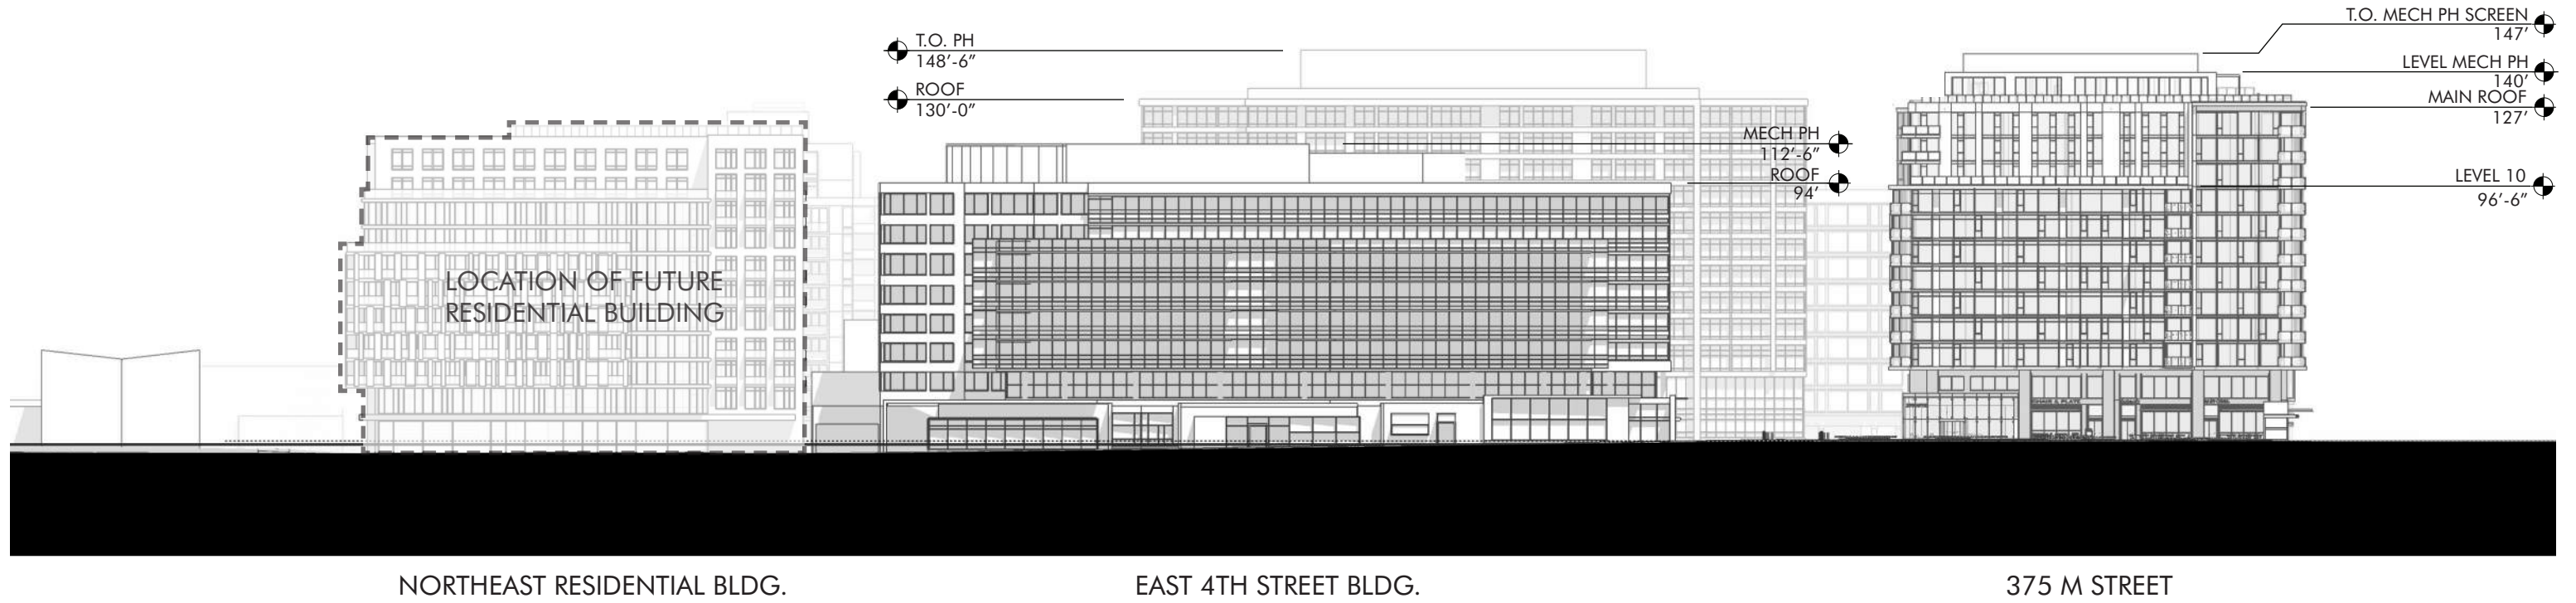 T.O. PH
148'-6"
ROOF
130'-0"
T.O. MECH PH SCREEN
147'
LEVEL MECH PH
140'
MAIN ROOF
127'
MECH PH
112'-6"
ROOF
94'
LEVEL 10
96'-6"
LOCATION OF FUTURE
RESIDENTIAL BUILDING
NORTHEAST RESIDENTIAL BLDG.
EAST 4TH STREET BLDG.
375 M STREET